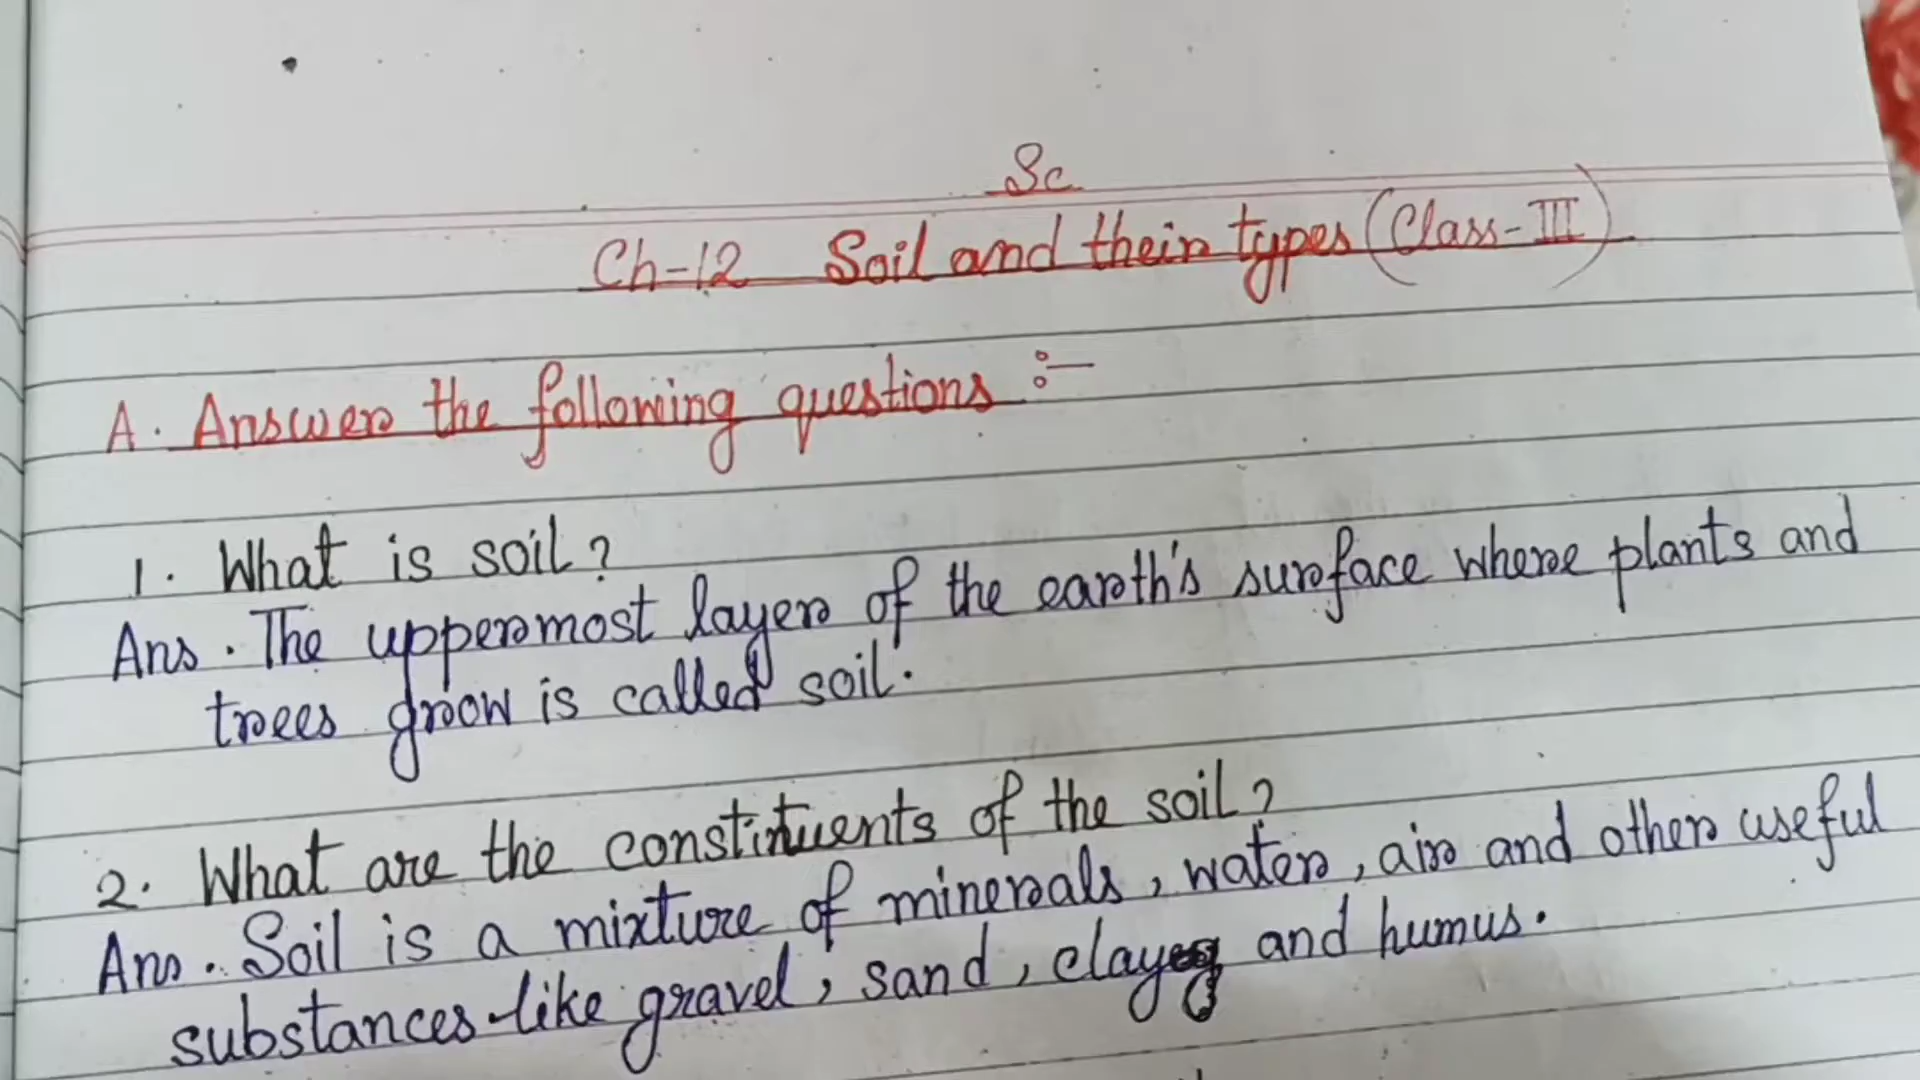 Sc
Ch-12 Soil and their types (Class-III)
A. Answer the following questions :-
1. What is soil?
Ans. The uppermost layer of the earth's surface where plants and
trees grow is called soil.
2. What are the constituents of the soil?
Ans. Soil is a mixture of minerals, water, air and other useful
substances like gravel, sand, clay and humus.